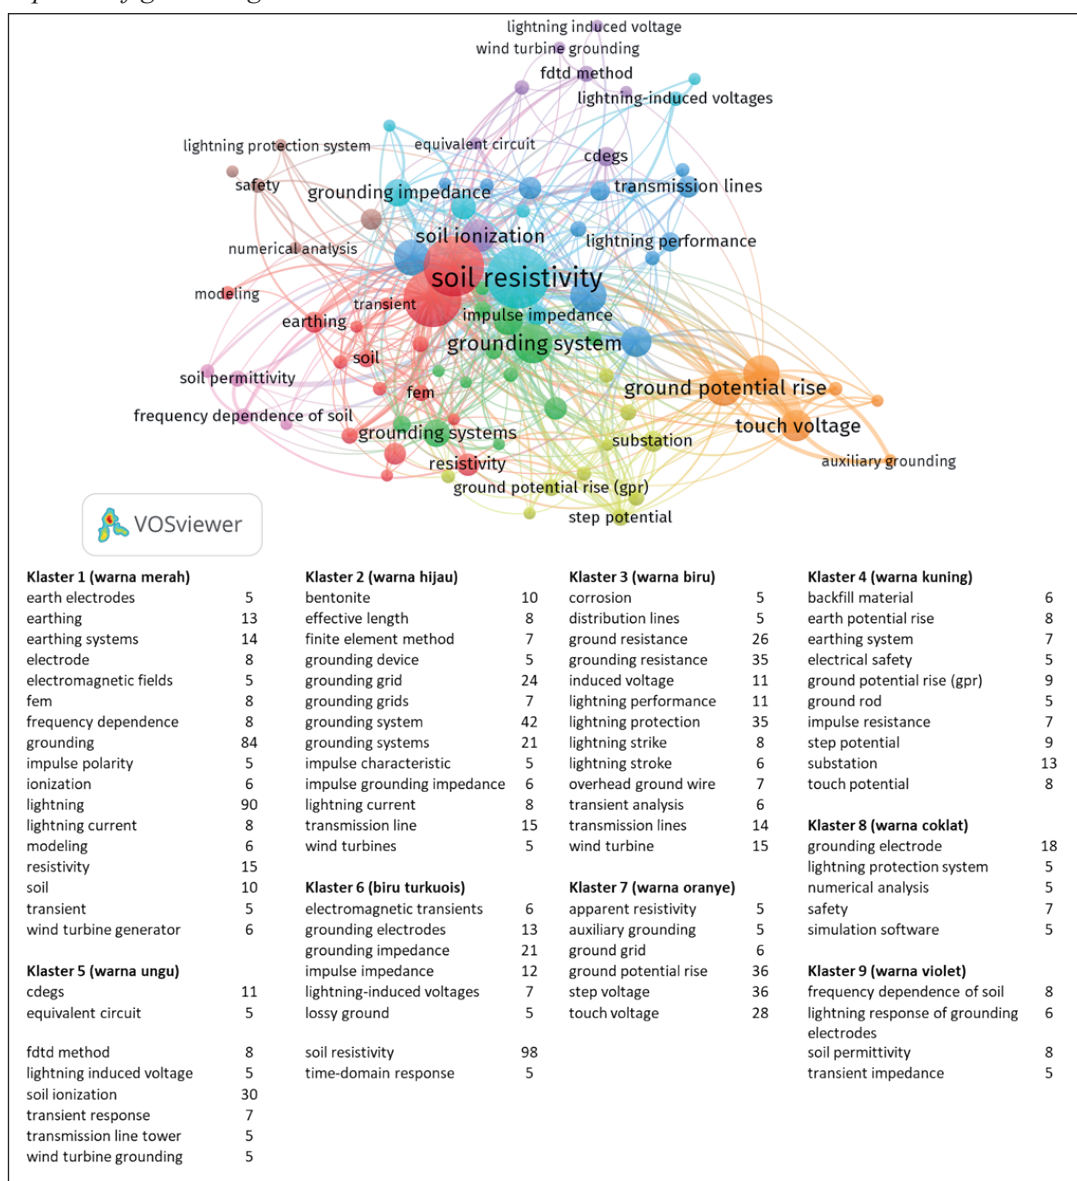 lightning induced voltage
wind turbine grounding
fdtd method
lightning-induced voltages
lightning protection system
equivalent circuit
cdegs
safety
grounding impedance
transmission lines
soil ionization
lightning performance
numerical analysis
soil resistivity
modeling
transient
impulse impedance
earthing
grounding system
soil
soil permittivity
fem
ground potential rise
frequency dependence of soil
touch voltage
grounding systems
substation
resistivity
auxiliary grounding
ground potential rise (gpr)
step potential
VOSviewer
Klaster 1 (warna merah)
earth electrodes 5
earthing 13
earthing systems 14
electrode 8
electromagnetic fields 5
fem 8
frequency dependence 8
grounding 84
impulse polarity 5
ionization 6
lightning 90
lightning current 8
modeling 6
resistivity 15
soil 10
transient 5
wind turbine generator 6
Klaster 2 (warna hijau)
bentonite 10
effective length 8
finite element method 7
grounding device 5
grounding grid 24
grounding grids 7
grounding system 42
grounding systems 21
impulse characteristic 5
impulse grounding impedance 6
lightning current 8
transmission line 15
wind turbines 5
Klaster 3 (warna biru)
corrosion 5
distribution lines 5
ground resistance 26
grounding resistance 35
induced voltage 11
lightning performance 11
lightning protection 35
lightning strike 8
lightning stroke 6
overhead ground wire 7
transient analysis 6
transmission lines 14
wind turbine 15
Klaster 4 (warna kuning)
backfill material 6
earth potential rise 8
earthing system 7
electrical safety 5
ground potential rise (gpr) 9
ground rod 5
impulse resistance 7
step potential 9
substation 13
touch potential 8
Klaster 5 (warna ungu)
cdegs 11
equivalent circuit 5
fdtd method 8
lightning induced voltage 5
soil ionization 30
transient response 7
transmission line tower 5
wind turbine grounding 5
Klaster 6 (biru turkuois)
electromagnetic transients 6
grounding electrodes 13
grounding impedance 21
impulse impedance 12
lightning-induced voltages 7
lossy ground 5
soil resistivity 98
time-domain response 5
Klaster 7 (warna oranye)
apparent resistivity 5
auxiliary grounding 5
ground grid 6
ground potential rise 36
step voltage 36
touch voltage 28
Klaster 8 (warna coklat)
grounding electrode 18
lightning protection system 5
numerical analysis 5
safety 7
simulation software 5
Klaster 9 (warna violet)
frequency dependence of soil 8
lightning response of grounding 6
electrodes
soil permittivity 8
transient impedance 5